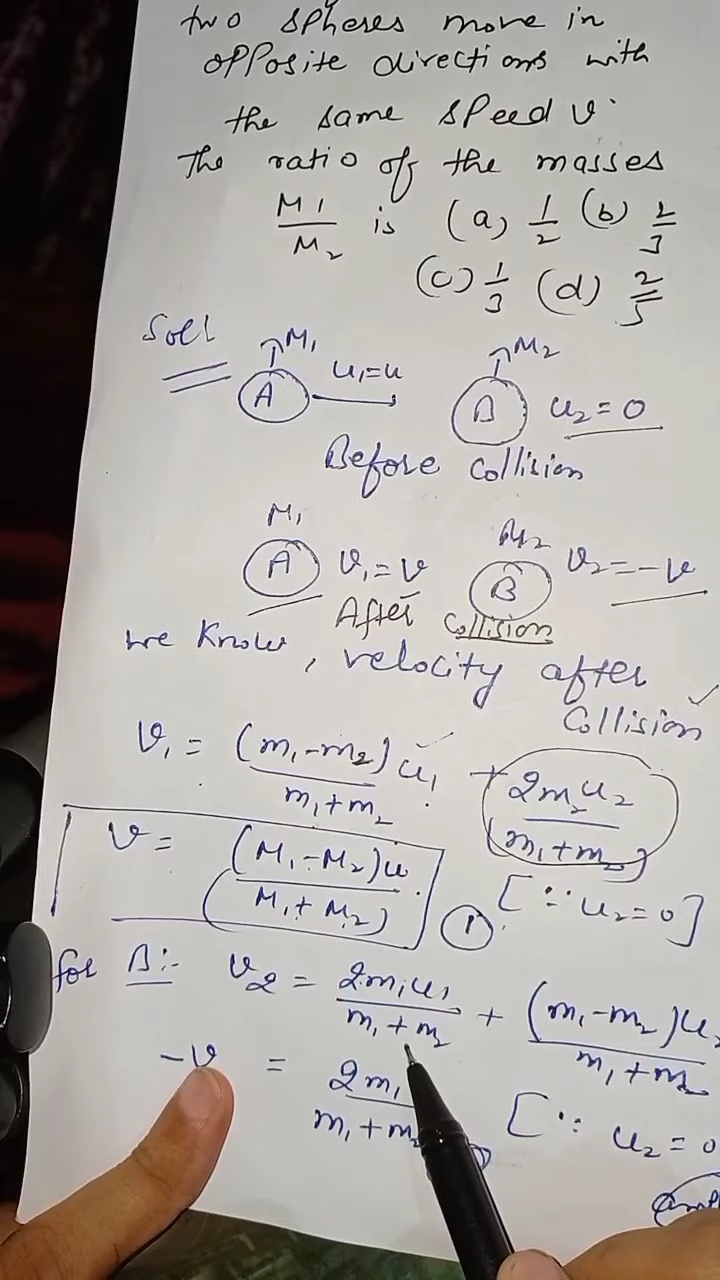 two spheres move in
opposite directions with
the same speed v.
The ratio of the masses
M1/M2 is (a) 1/2 (b) 2/3
(c) 1/3 (d) 2/5
Sol!
M1 u1=u M2
A B u2=0
Before Collision
M1 M2
A v1=v B v2=-v
After Collision
we know, velocity after
Collision
v1 = (m1-m2)u1/m1+m2 + 2m2u2/(m1+m2)
v = (M1-M2)u/(M1+M2) ① [∵ u2=0]
for B:- v2 = 2m1u1/m1+m2 + (m1-m2)u2/m1+m2
-v = 2m1/m1+m2 [∵ u2=0